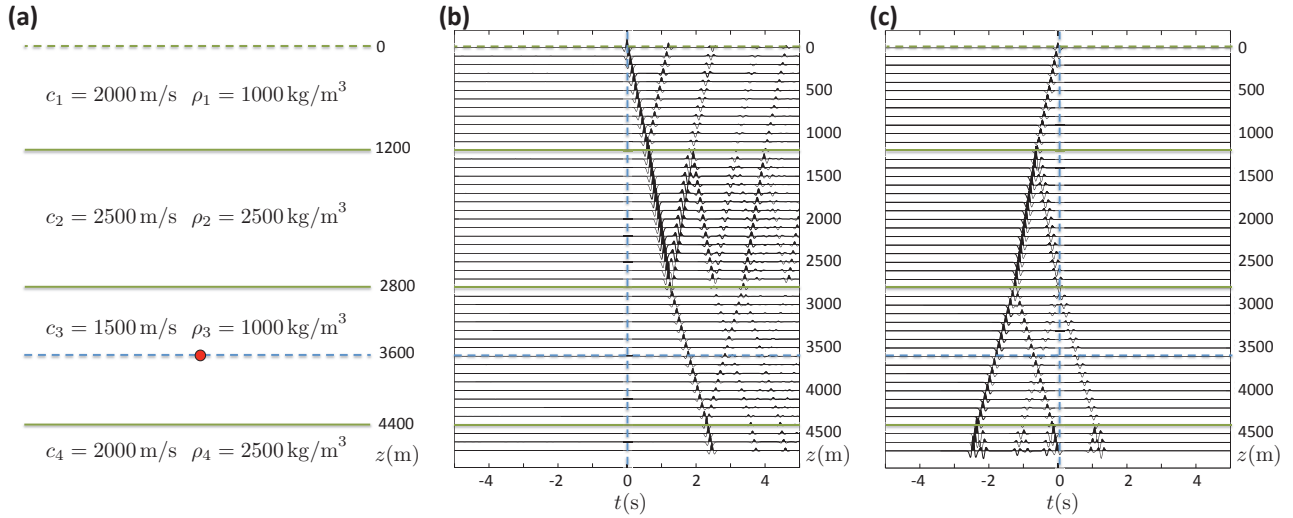 (a)
0
c₁ = 2000 m/s ρ₁ = 1000 kg/m³
1200
c₂ = 2500 m/s ρ₂ = 2500 kg/m³
2800
c₃ = 1500 m/s ρ₃ = 1000 kg/m³
3600
4400
c₄ = 2000 m/s ρ₄ = 2500 kg/m³
z(m)
(b)
0
500
1000
1500
2000
2500
3000
3500
4000
4500
z(m)
-4 -2 0 2 4
t(s)
(c)
0
500
1000
1500
2000
2500
3000
3500
4000
4500
z(m)
-4 -2 0 2 4
t(s)